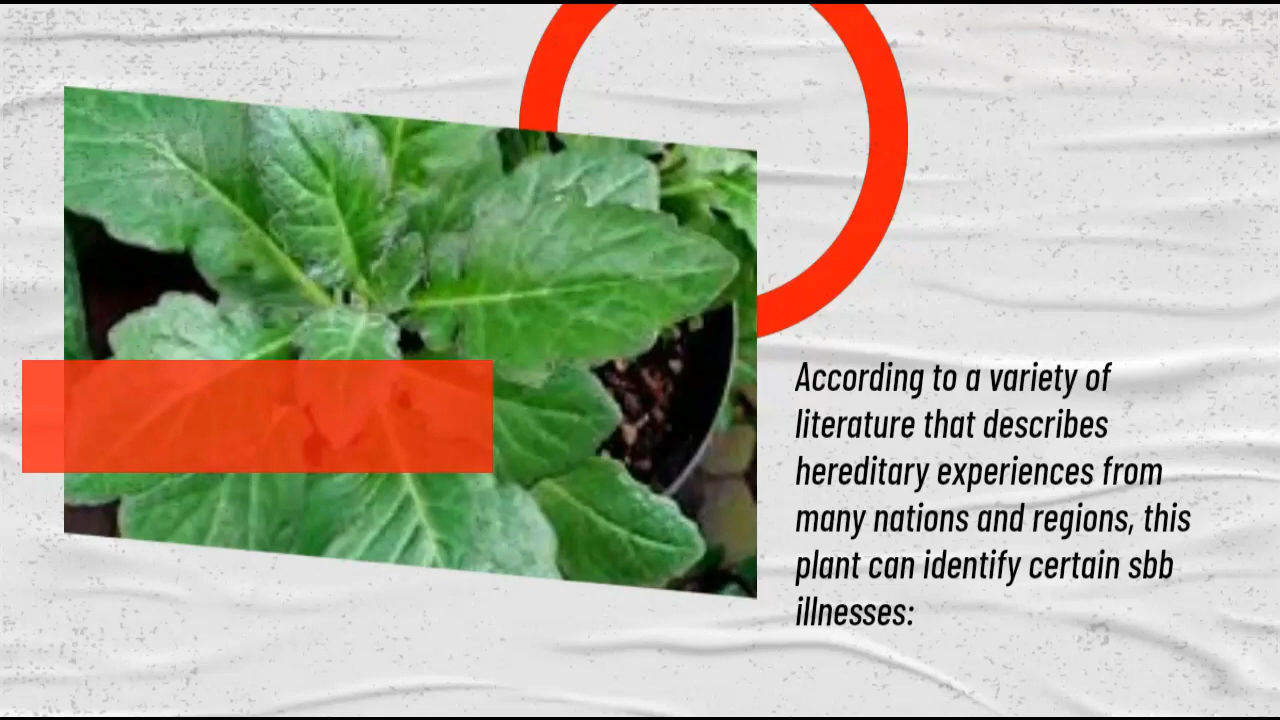 According to a variety of
literature that describes
hereditary experiences from
many nations and regions, this
plant can identify certain sbb
illnesses: